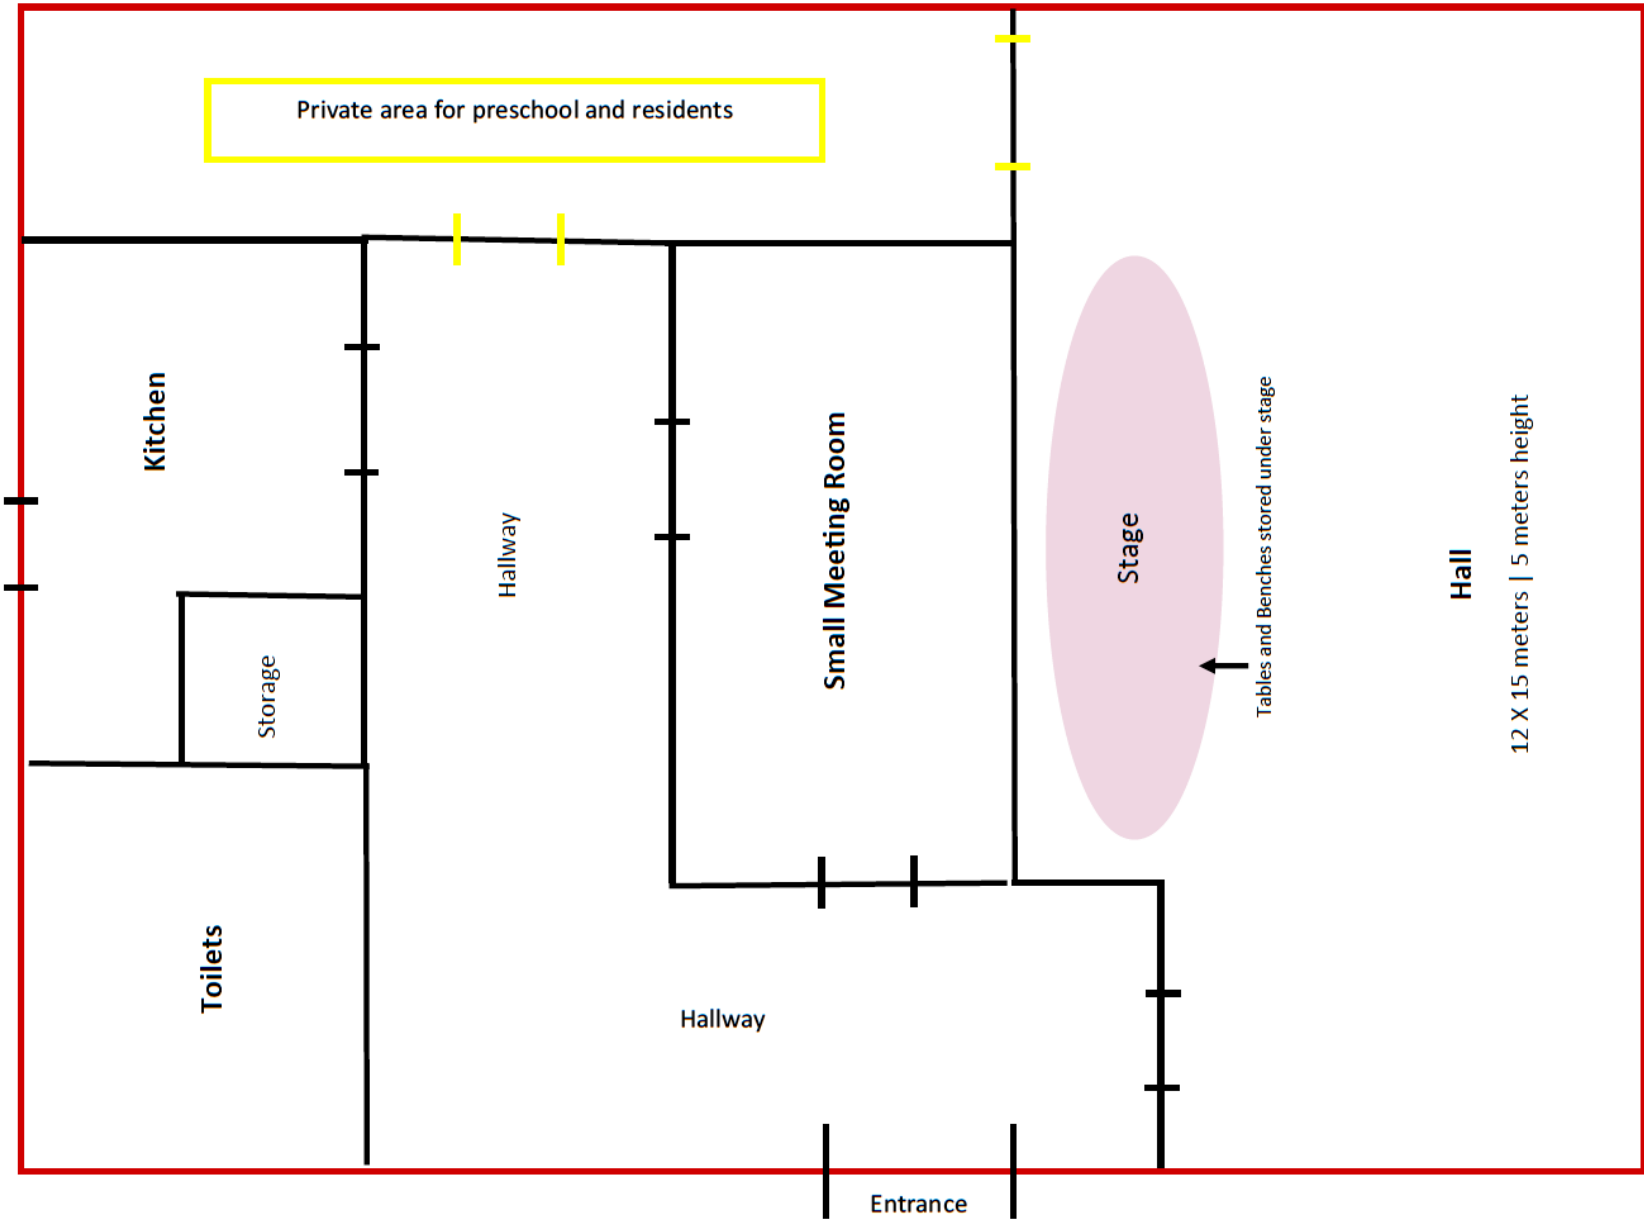 Private area for preschool and residents
Kitchen
Hallway
Small Meeting Room
Stage
Tables and Benches stored under stage
Hall
12 X 15 meters | 5 meters height
Storage
Toilets
Hallway
Entrance